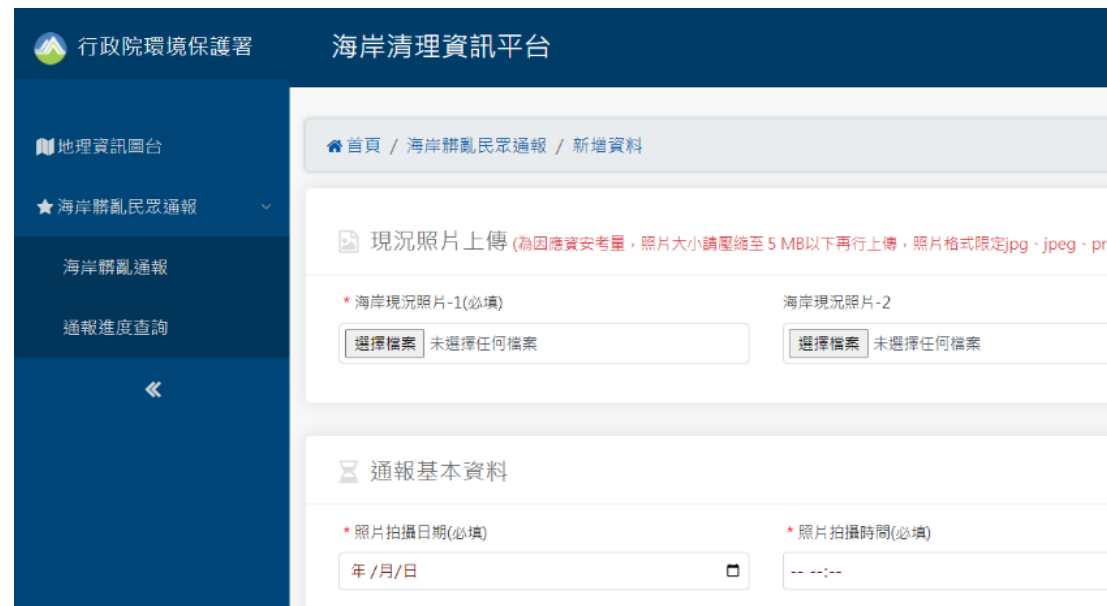 行政院環境保護署
海岸清理資訊平台
地理資訊圖台
海岸髒亂民眾通報
海岸髒亂通報
通報進度查詢
首頁 / 海岸髒亂民眾通報 / 新增資料
現況照片上傳 (為因應資安考量，照片大小請壓縮至 5 MB以下再行上傳，照片格式限定jpg、jpeg、pr
* 海岸現況照片-1(必填)
海岸現況照片-2
選擇檔案 未選擇任何檔案
選擇檔案 未選擇任何檔案
通報基本資料
* 照片拍攝日期(必填)
* 照片拍攝時間(必填)
年 /月/日
-- --:--